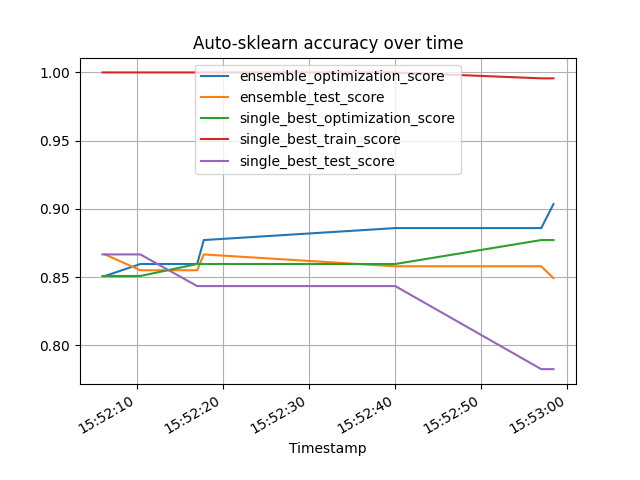 Auto-sklearn accuracy over time
1.00
0.95
0.90
0.85
0.80
ensemble_optimization_score
ensemble_test_score
single_best_optimization_score
single_best_train_score
single_best_test_score
15:52:10
15:52:20
15:52:30
15:52:40
15:52:50
15:53:00
Timestamp